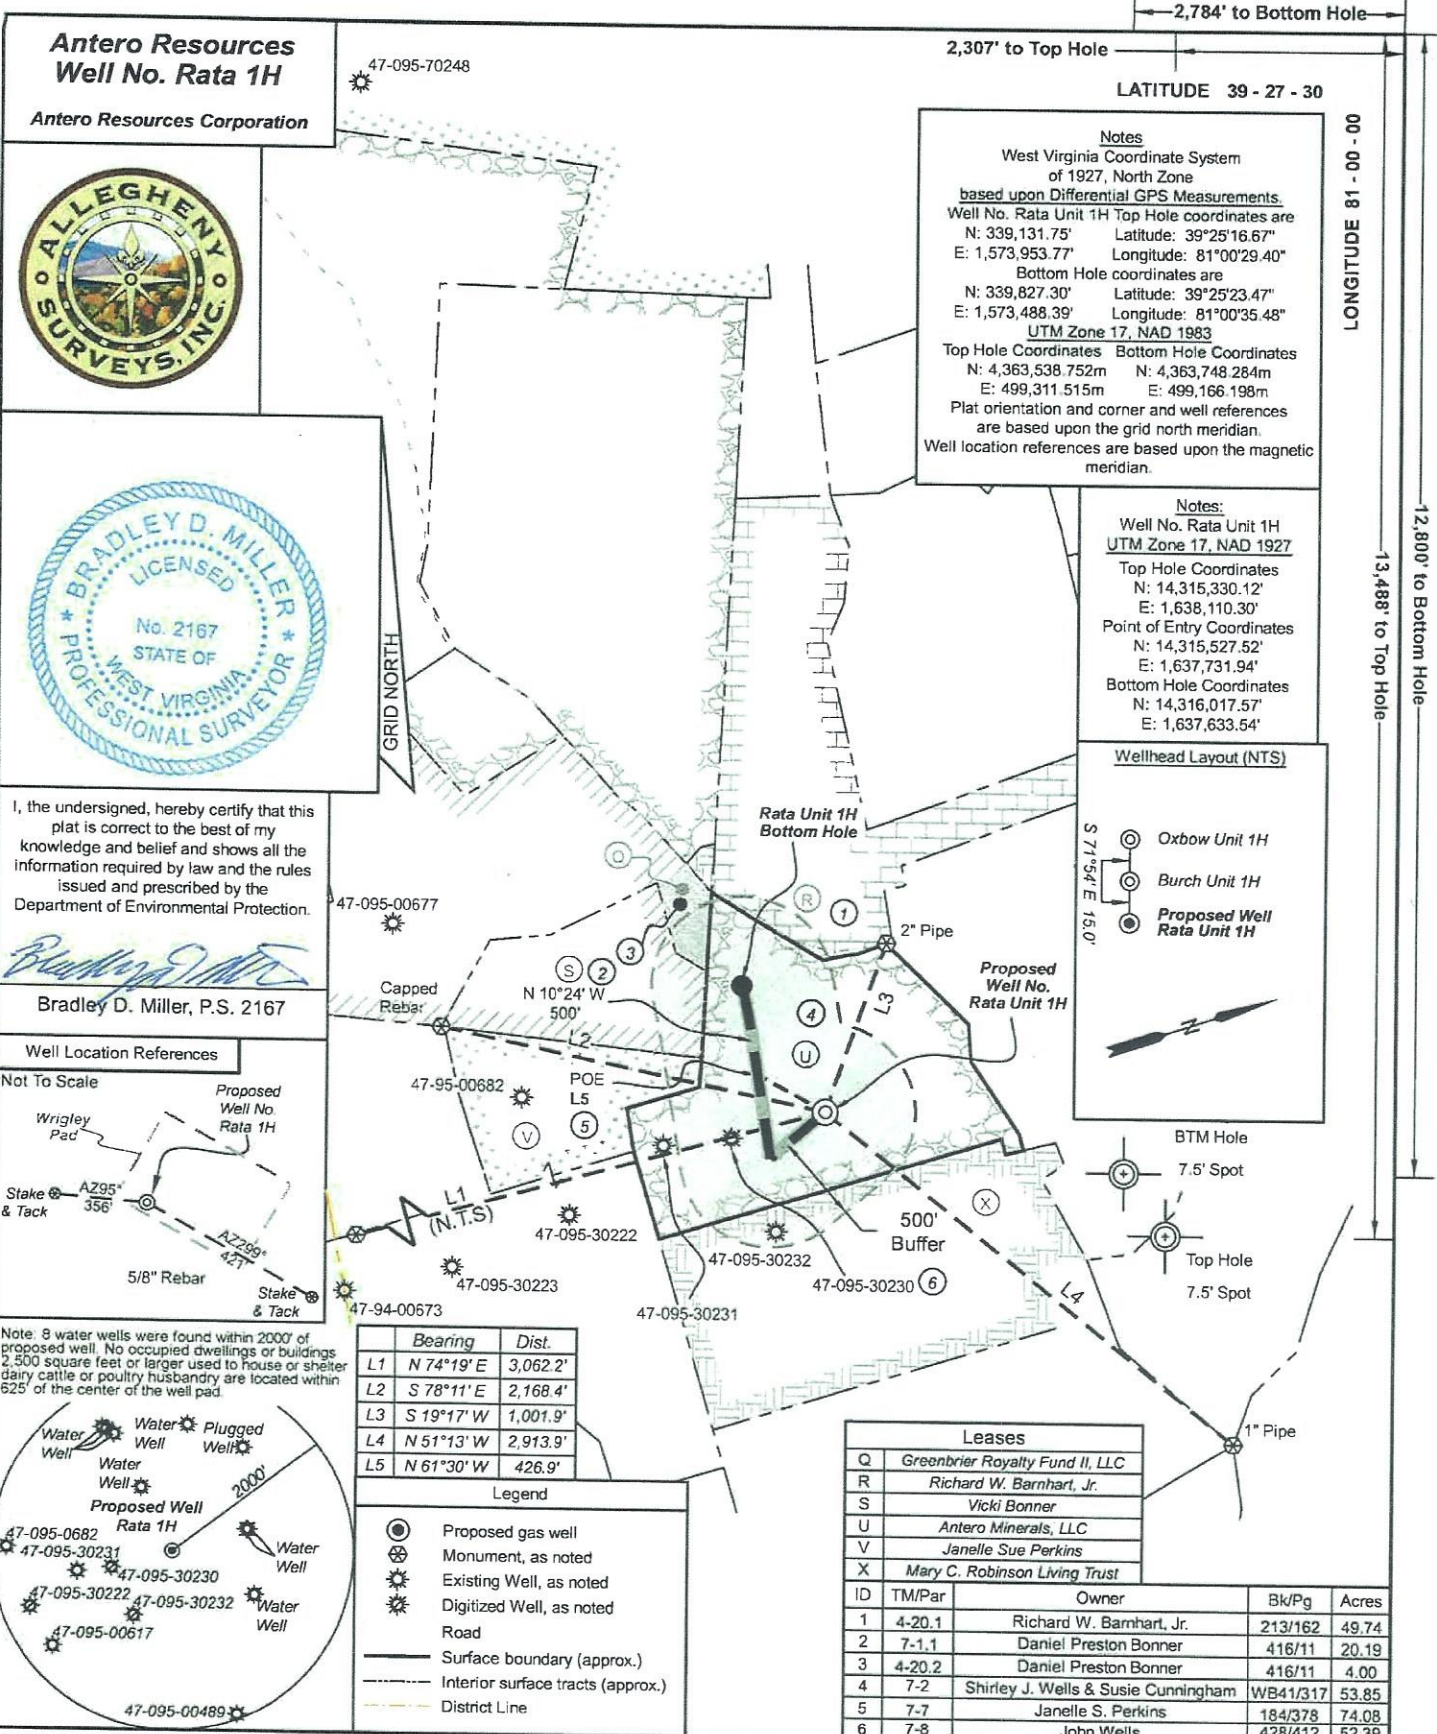 2,784' to Bottom Hole
2,307' to Top Hole
LATITUDE 39 - 27 - 30
LONGITUDE 81 - 00 - 00
13,488' to Top Hole
12,800' to Bottom Hole
Antero Resources
Well No. Rata 1H
Antero Resources Corporation
ALLEGHENY
SURVEYS, INC.
BRADLEY D. MILLER
LICENSED
No. 2167
STATE OF
WEST VIRGINIA
PROFESSIONAL SURVEYOR
GRID NORTH
I, the undersigned, hereby certify that this
plat is correct to the best of my
knowledge and belief and shows all the
information required by law and the rules
issued and prescribed by the
Department of Environmental Protection.
Bradley D. Miller, P.S. 2167
Notes
West Virginia Coordinate System
of 1927, North Zone
based upon Differential GPS Measurements.
Well No. Rata Unit 1H Top Hole coordinates are
N: 339,131.75' Latitude: 39°25'16.67"
E: 1,573,953.77' Longitude: 81°00'29.40"
Bottom Hole coordinates are
N: 339,827.30' Latitude: 39°25'23.47"
E: 1,573,488.39' Longitude: 81°00'35.48"
UTM Zone 17, NAD 1983
Top Hole Coordinates Bottom Hole Coordinates
N: 4,363,538.752m N: 4,363,748.284m
E: 499,311.515m E: 499,166.198m
Plat orientation and corner and well references
are based upon the grid north meridian.
Well location references are based upon the magnetic
meridian.
Notes:
Well No. Rata Unit 1H
UTM Zone 17, NAD 1927
Top Hole Coordinates
N: 14,315,330.12'
E: 1,638,110.30'
Point of Entry Coordinates
N: 14,315,527.52'
E: 1,637,731.94'
Bottom Hole Coordinates
N: 14,316,017.57'
E: 1,637,633.54'
Wellhead Layout (NTS)
S 71°54' E 15.0'
Oxbow Unit 1H
Burch Unit 1H
Proposed Well
Rata Unit 1H
N
47-095-70248
47-095-00677
Rata Unit 1H
Bottom Hole
Q
R
1
2" Pipe
3
S
2
N 10°24' W
500'
Capped
Rebar
L2
L3
4
U
Proposed
Well No.
Rata Unit 1H
47-95-00682
POE
L5
5
V
L1
(N.T.S)
47-095-30222
47-095-30223
47-94-00673
47-095-30232
47-095-30231
47-095-30230
6
500'
Buffer
X
L4
1" Pipe
BTM Hole
7.5' Spot
Top Hole
7.5' Spot
Well Location References
Not To Scale
Wrigley
Pad
Proposed
Well No.
Rata 1H
Stake
& Tack
AZ95°
356'
AZ299°
421'
5/8" Rebar
Stake
& Tack
Note: 8 water wells were found within 2000' of
proposed well. No occupied dwellings or buildings
2,500 square feet or larger used to house or shelter
dairy cattle or poultry husbandry are located within
625' of the center of the well pad.
Water
Well
Water
Well
Plugged
Well
Water
Well
2000'
Proposed Well
Rata 1H
47-095-0682
47-095-30231
47-095-30230
47-095-30222
47-095-30232
47-095-00617
47-095-00489
Water
Well
Water
Well
Bearing Dist.
L1 N 74°19' E 3,062.2'
L2 S 78°11' E 2,168.4'
L3 S 19°17' W 1,001.9'
L4 N 51°13' W 2,913.9'
L5 N 61°30' W 426.9'
Legend
Proposed gas well
Monument, as noted
Existing Well, as noted
Digitized Well, as noted
Road
Surface boundary (approx.)
Interior surface tracts (approx.)
District Line
Leases
Q Greenbrier Royalty Fund II, LLC
R Richard W. Barnhart, Jr.
S Vicki Bonner
U Antero Minerals, LLC
V Janelle Sue Perkins
X Mary C. Robinson Living Trust
ID TM/Par Owner Bk/Pg Acres
1 4-20.1 Richard W. Barnhart, Jr. 213/162 49.74
2 7-1.1 Daniel Preston Bonner 416/11 20.19
3 4-20.2 Daniel Preston Bonner 416/11 4.00
4 7-2 Shirley J. Wells & Susie Cunningham WB41/317 53.85
5 7-7 Janelle S. Perkins 184/378 74.08
6 7-8 John Wells